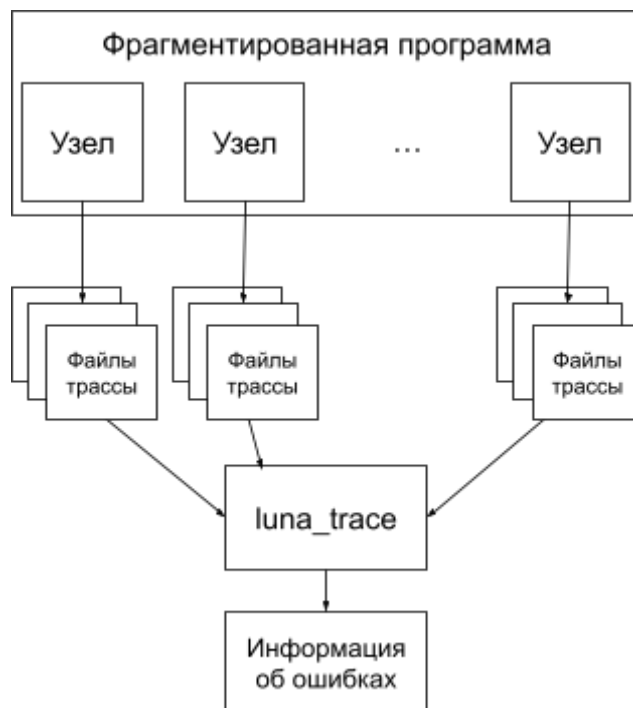 Фрагментированная программа
Узел
Узел
...
Узел
Файлы
трассы
Файлы
трассы
Файлы
трассы
luna_trace
Информация
об ошибках